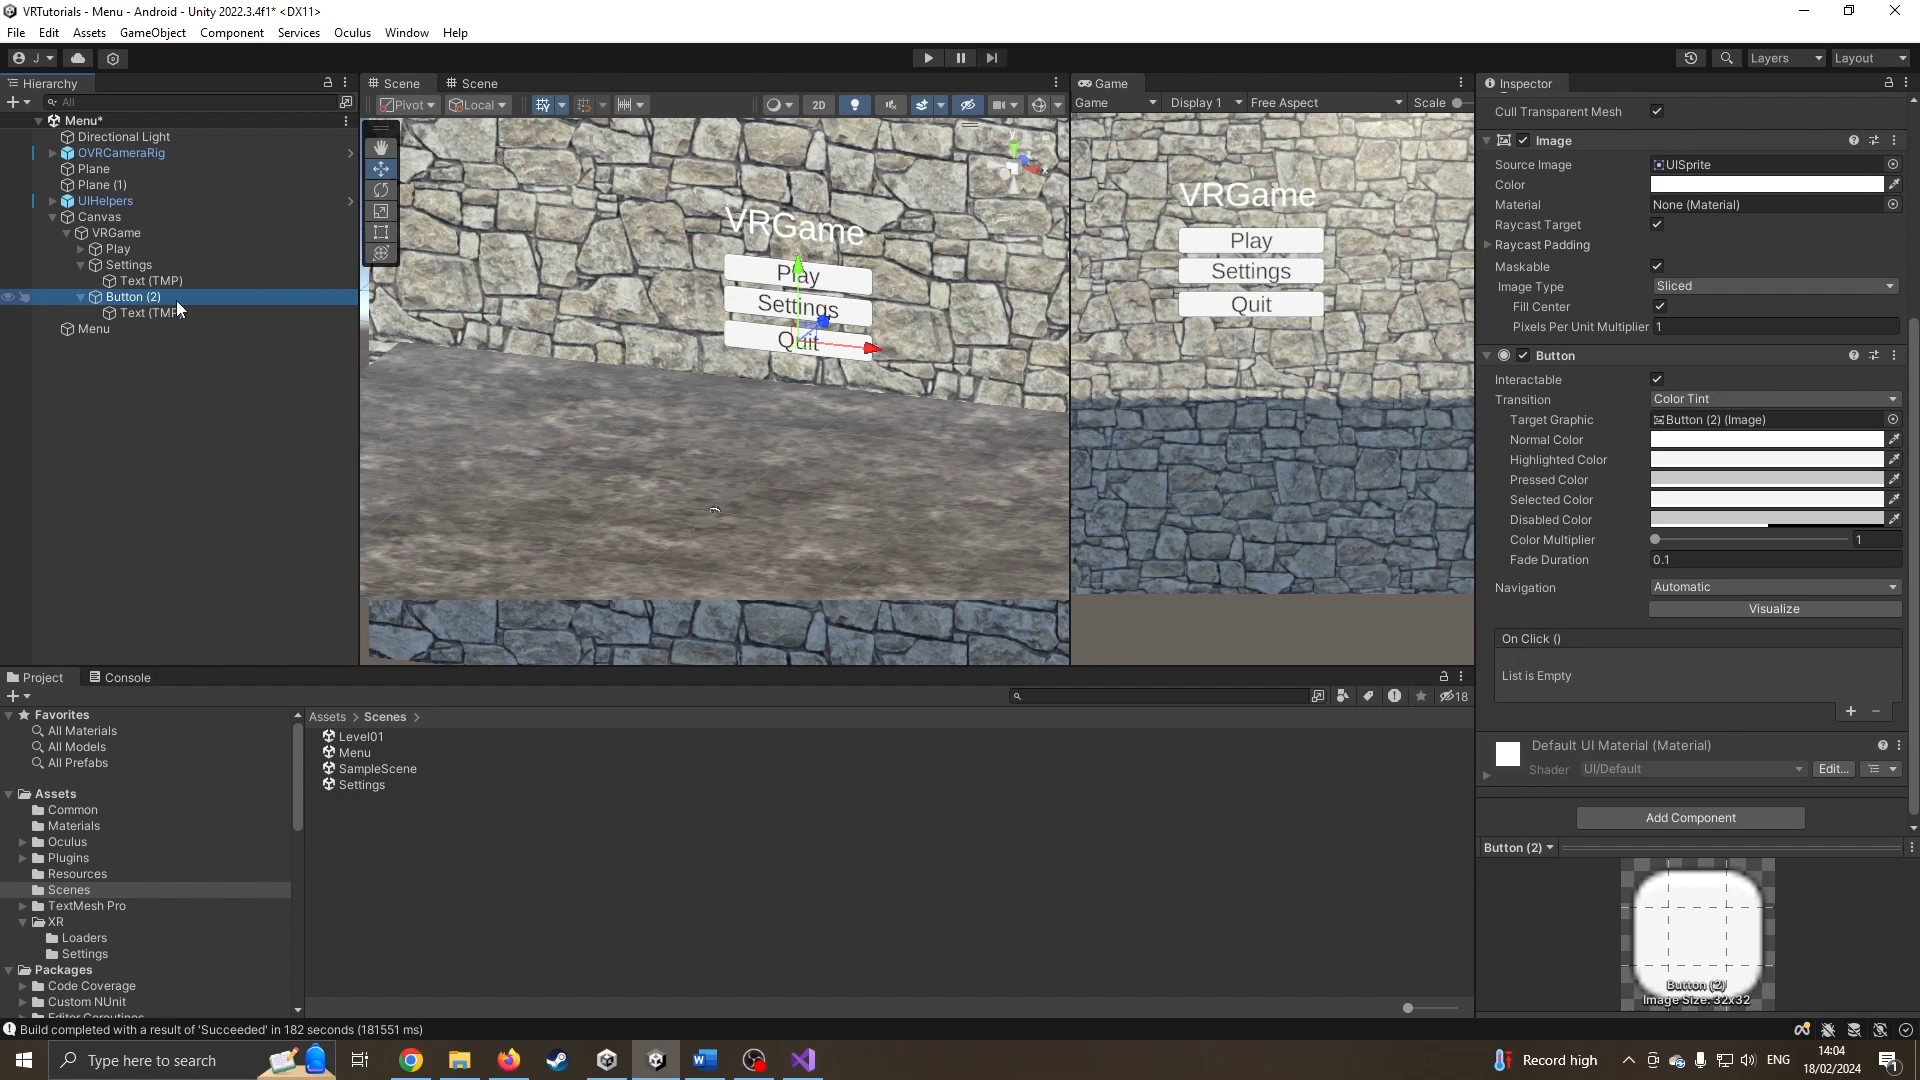 VRTutorials - Menu - Android - Unity 2022.3.4f1* <DX11>
File Edit Assets GameObject Component Services Oculus Window Help
J Layers Layout
Hierarchy
All
Menu*
Directional Light
OVRCameraRig
Plane
Plane (1)
UIHelpers
Canvas
VRGame
Play
Settings
Text (TMP)
Button (2)
Text (TMP
Menu
Scene Scene
Pivot Local 2D
VRGame
Play
Settings
Quit
Game
Game Display 1 Free Aspect Scale
VRGame
Play
Settings
Quit
Inspector
Cull Transparent Mesh
Image
Source Image UISprite
Color
Material None (Material)
Raycast Target
Raycast Padding
Maskable
Image Type Sliced
Fill Center
Pixels Per Unit Multiplier 1
Button
Interactable
Transition Color Tint
Target Graphic Button (2) (Image)
Normal Color
Highlighted Color
Pressed Color
Selected Color
Disabled Color
Color Multiplier 1
Fade Duration 0.1
Navigation Automatic
Visualize
On Click ()
List is Empty
Default UI Material (Material)
Shader UI/Default Edit...
Add Component
Button (2)
Button (2)
Image Size: 32x32
Project Console
18
Favorites
All Materials
All Models
All Prefabs
Assets
Common
Materials
Oculus
Plugins
Resources
Scenes
TextMesh Pro
XR
Loaders
Settings
Packages
Code Coverage
Custom NUnit
Editor Coroutines
Assets > Scenes >
Level01
Menu
SampleScene
Settings
Build completed with a result of 'Succeeded' in 182 seconds (181551 ms)
Type here to search
Record high
ENG
14:04
18/02/2024
1